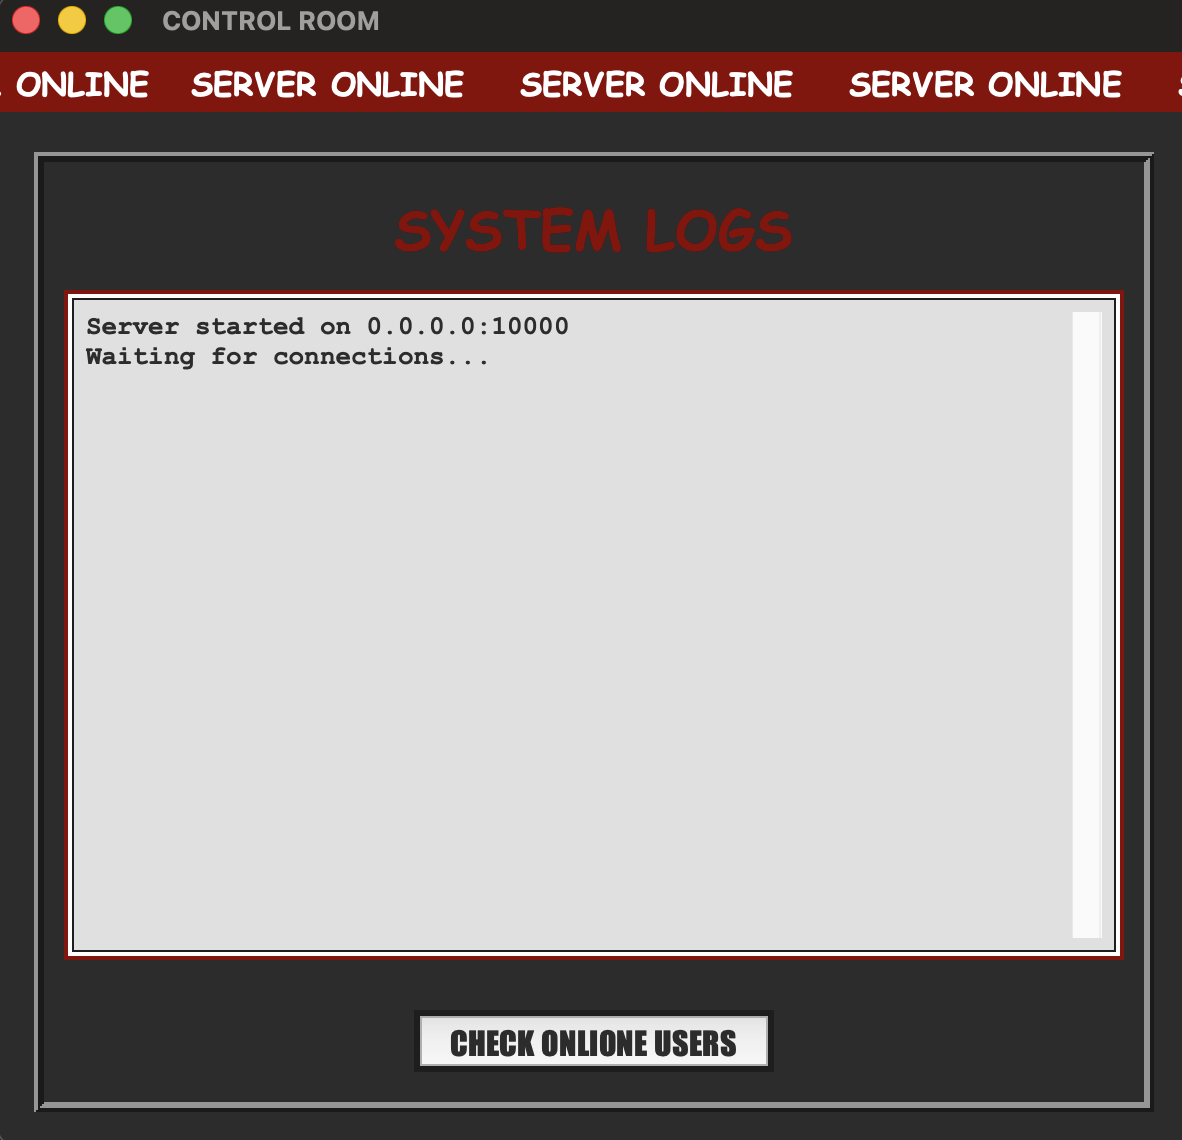 CONTROL ROOM
ONLINE SERVER ONLINE SERVER ONLINE SERVER ONLINE
SYSTEM LOGS
Server started on 0.0.0.0:10000
Waiting for connections...
CHECK ONLIONE USERS